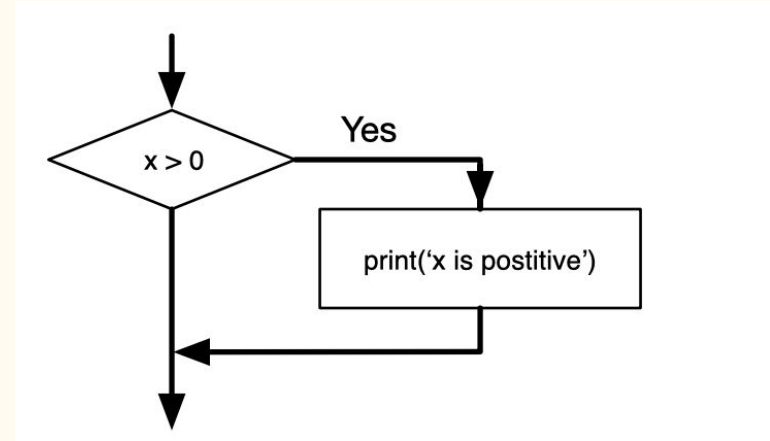 Yes
x > 0
print(‘x is postitive’)